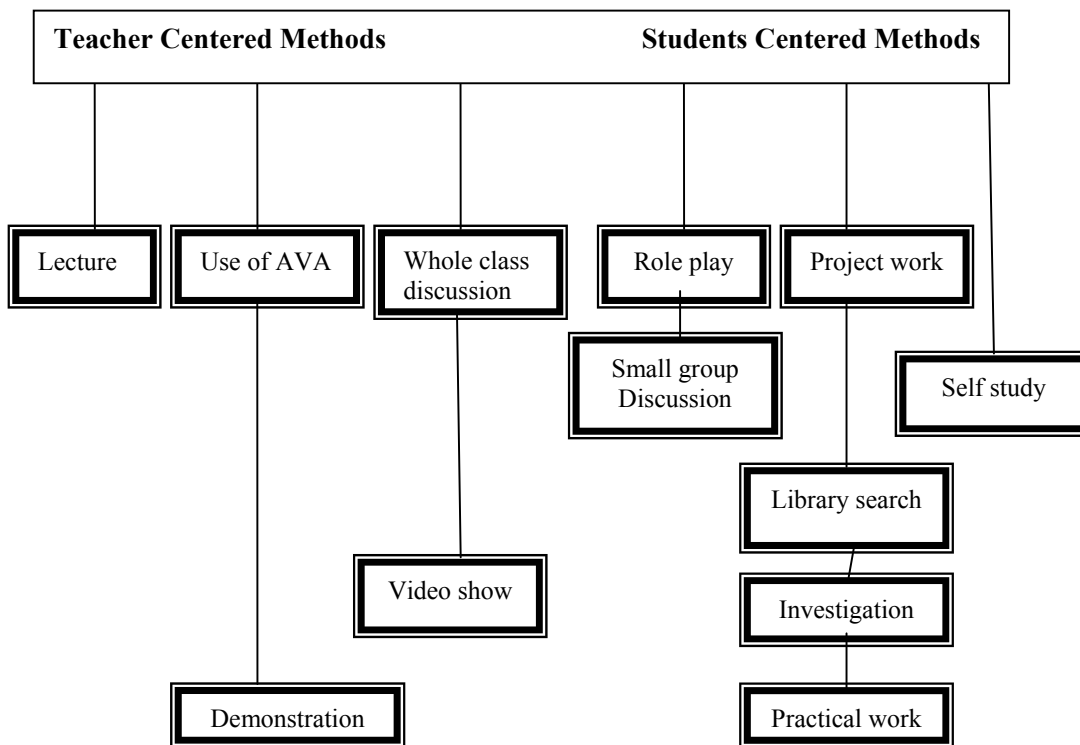 Teacher Centered Methods
Students Centered Methods
Lecture
Use of AVA
Whole class
discussion
Role play
Project work
Small group
Discussion
Self study
Library search
Video show
Investigation
Demonstration
Practical work